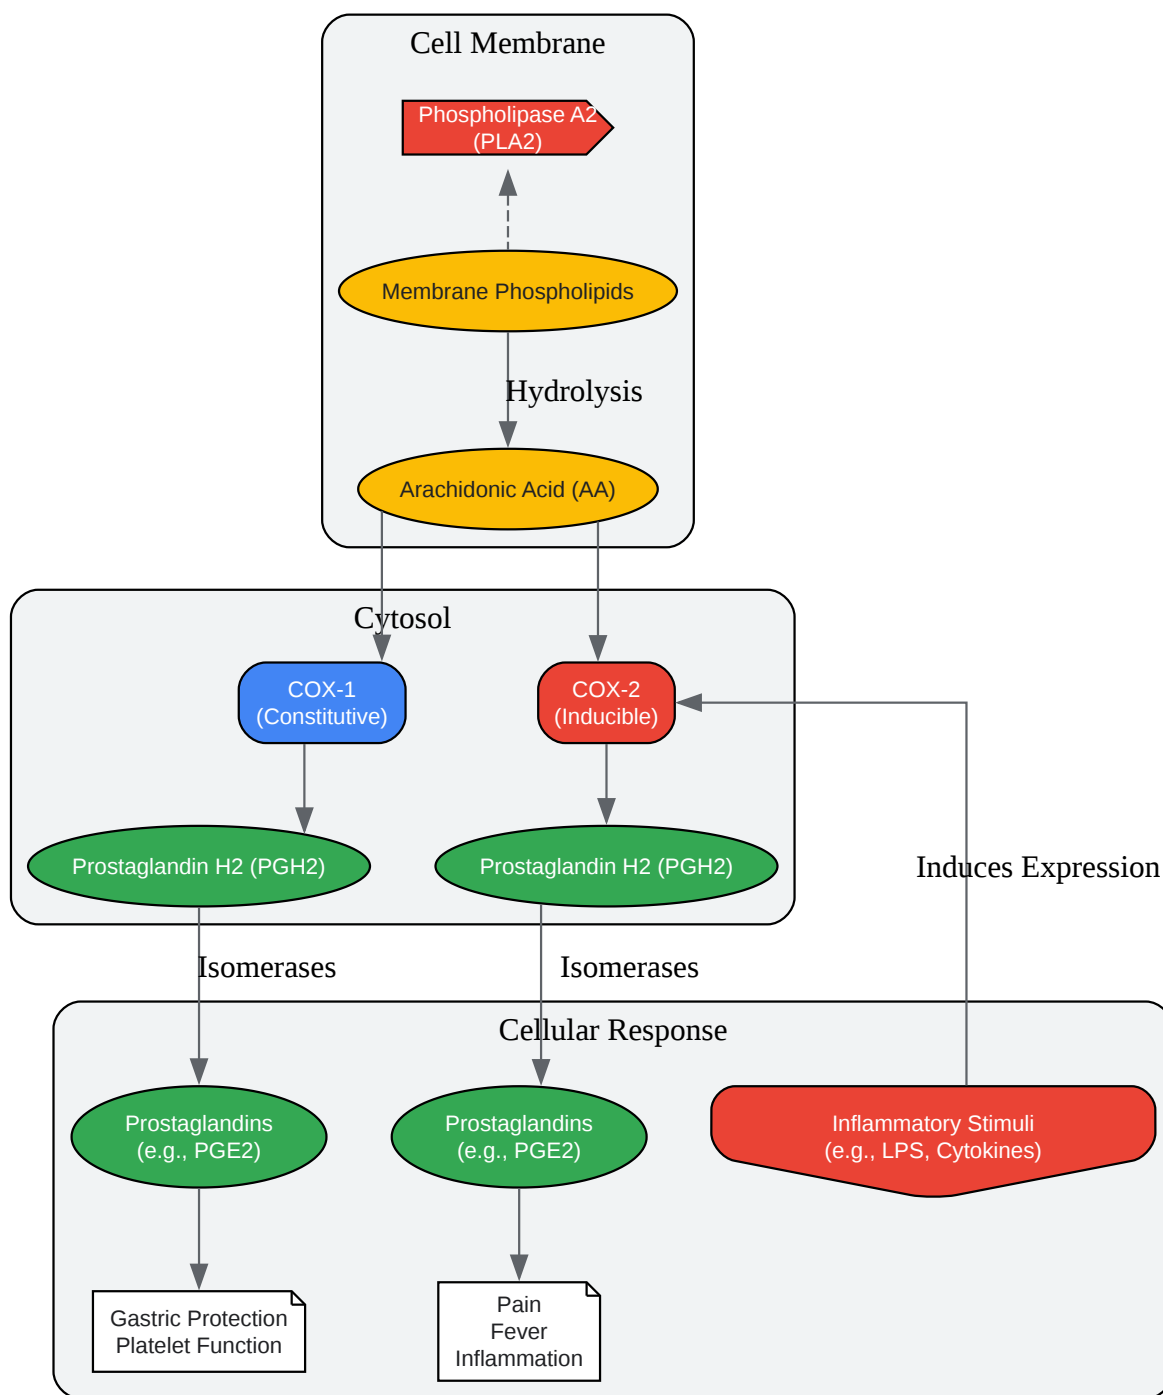 Cell Membrane
Phospholipase A2
(PLA2)
Membrane Phospholipids
Hydrolysis
Arachidonic Acid (AA)
Cytosol
COX-1
(Constitutive)
COX-2
(Inducible)
Prostaglandin H2 (PGH2)
Prostaglandin H2 (PGH2)
Induces Expression
Isomerases
Isomerases
Cellular Response
Prostaglandins
(e.g., PGE2)
Prostaglandins
(e.g., PGE2)
Inflammatory Stimuli
(e.g., LPS, Cytokines)
Gastric Protection
Platelet Function
Pain
Fever
Inflammation